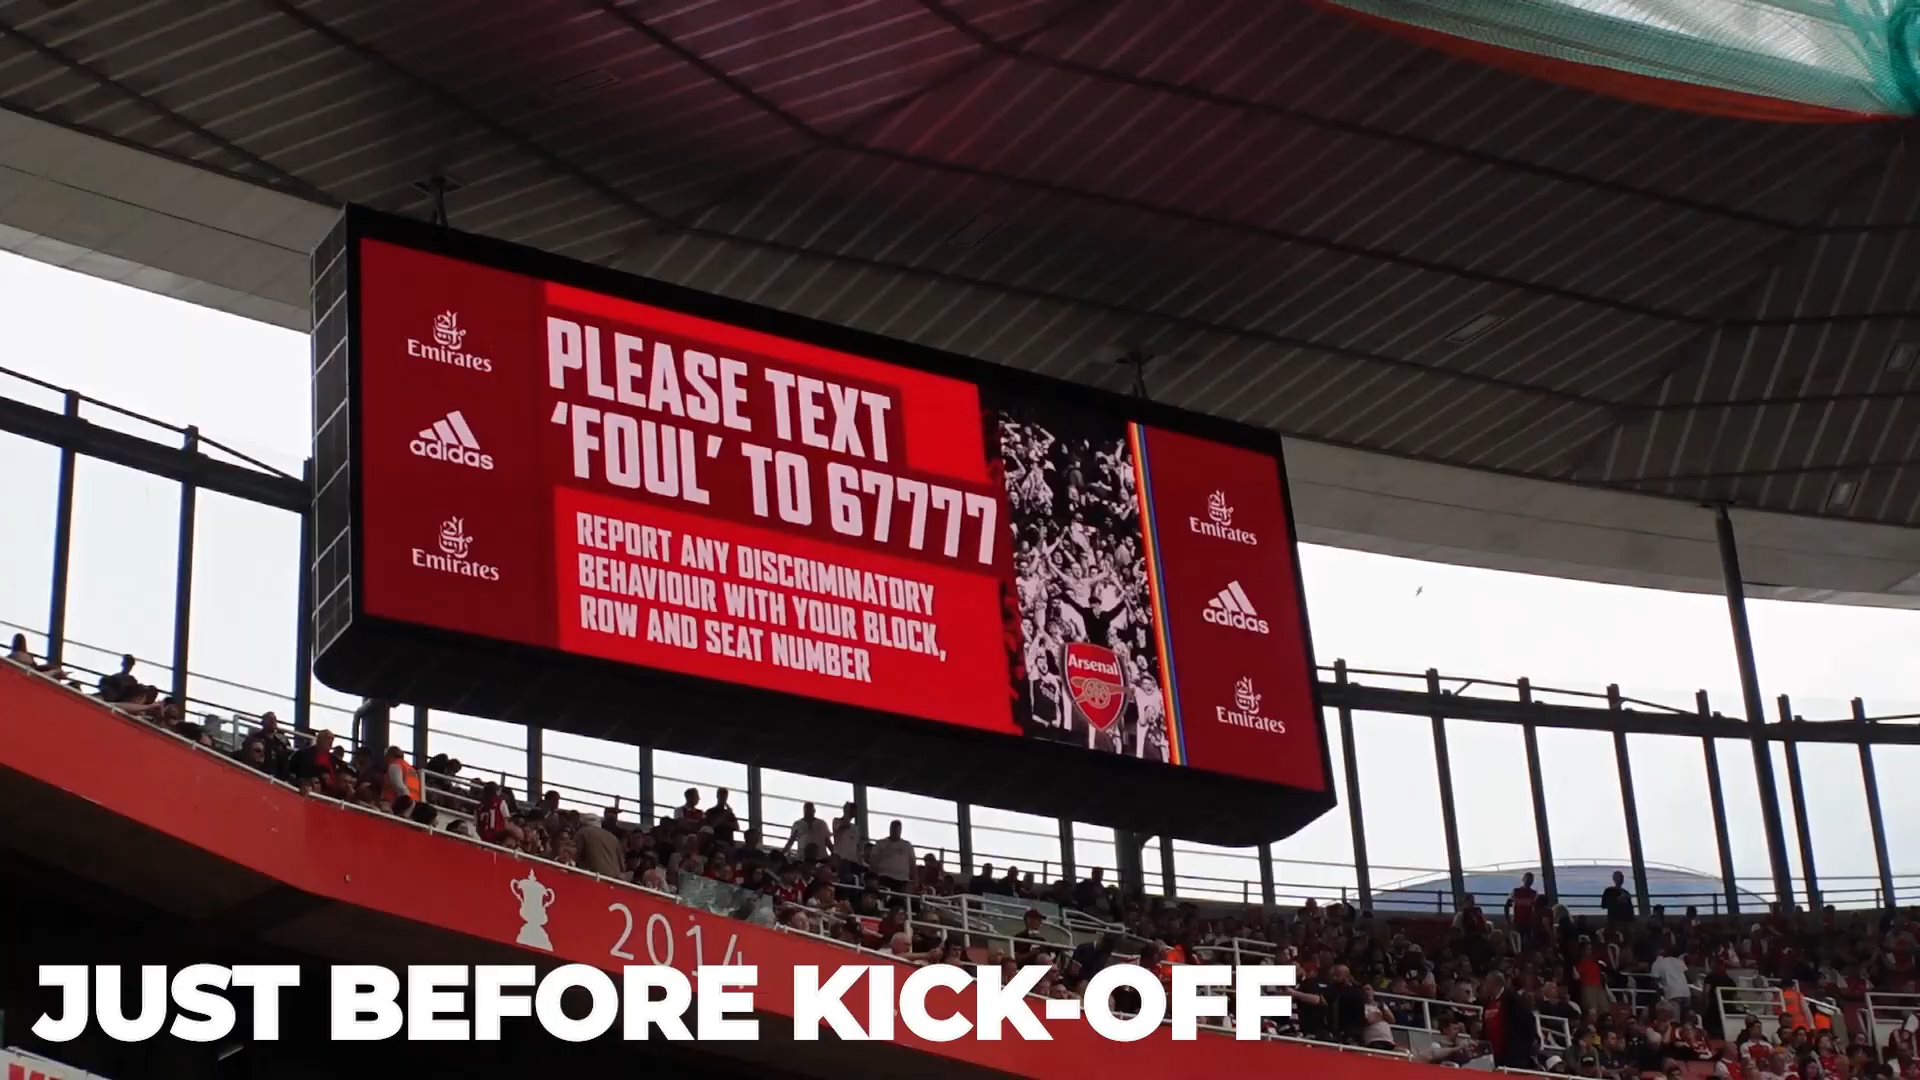 Emirates
adidas
Emirates
PLEASE TEXT
‘FOUL’ TO 67777
REPORT ANY DISCRIMINATORY
BEHAVIOUR WITH YOUR BLOCK,
ROW AND SEAT NUMBER
Arsenal
Emirates
adidas
Emirates
2014
JUST BEFORE KICK-OFF